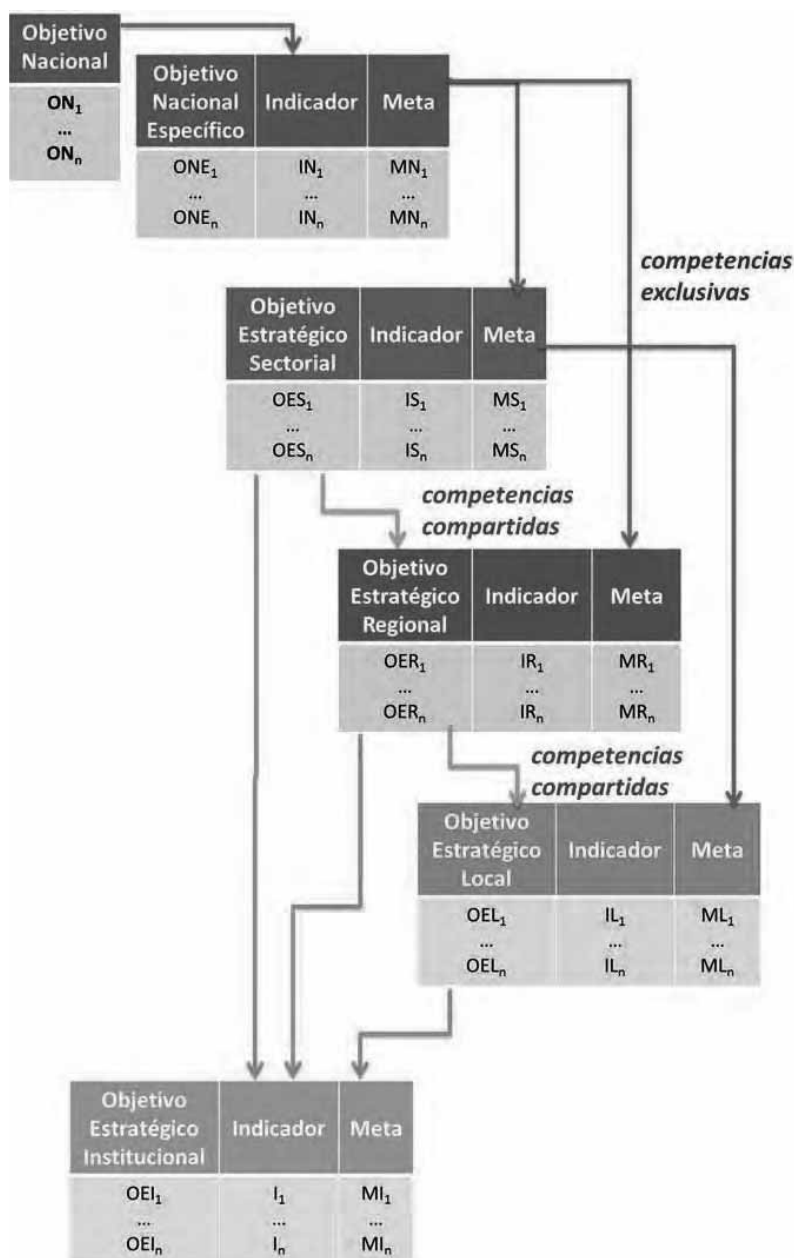 Objetivo
Nacional
ON₁
...
ONₙ
Objetivo
Nacional
Específico
Indicador
Meta
ONE₁ IN₁ MN₁
... ... ...
ONEₙ INₙ MNₙ
competencias
exclusivas
Objetivo
Estratégico
Sectorial
Indicador
Meta
OES₁ IS₁ MS₁
... ... ...
OESₙ ISₙ MSₙ
competencias
compartidas
Objetivo
Estratégico
Regional
Indicador
Meta
OER₁ IR₁ MR₁
... ... ...
OERₙ IRₙ MRₙ
competencias
compartidas
Objetivo
Estratégico
Local
Indicador
Meta
OEL₁ IL₁ ML₁
... ... ...
OELₙ ILₙ MLₙ
Objetivo
Estratégico
Institucional
Indicador
Meta
OEI₁ I₁ MI₁
... ... ...
OEIₙ Iₙ MIₙ